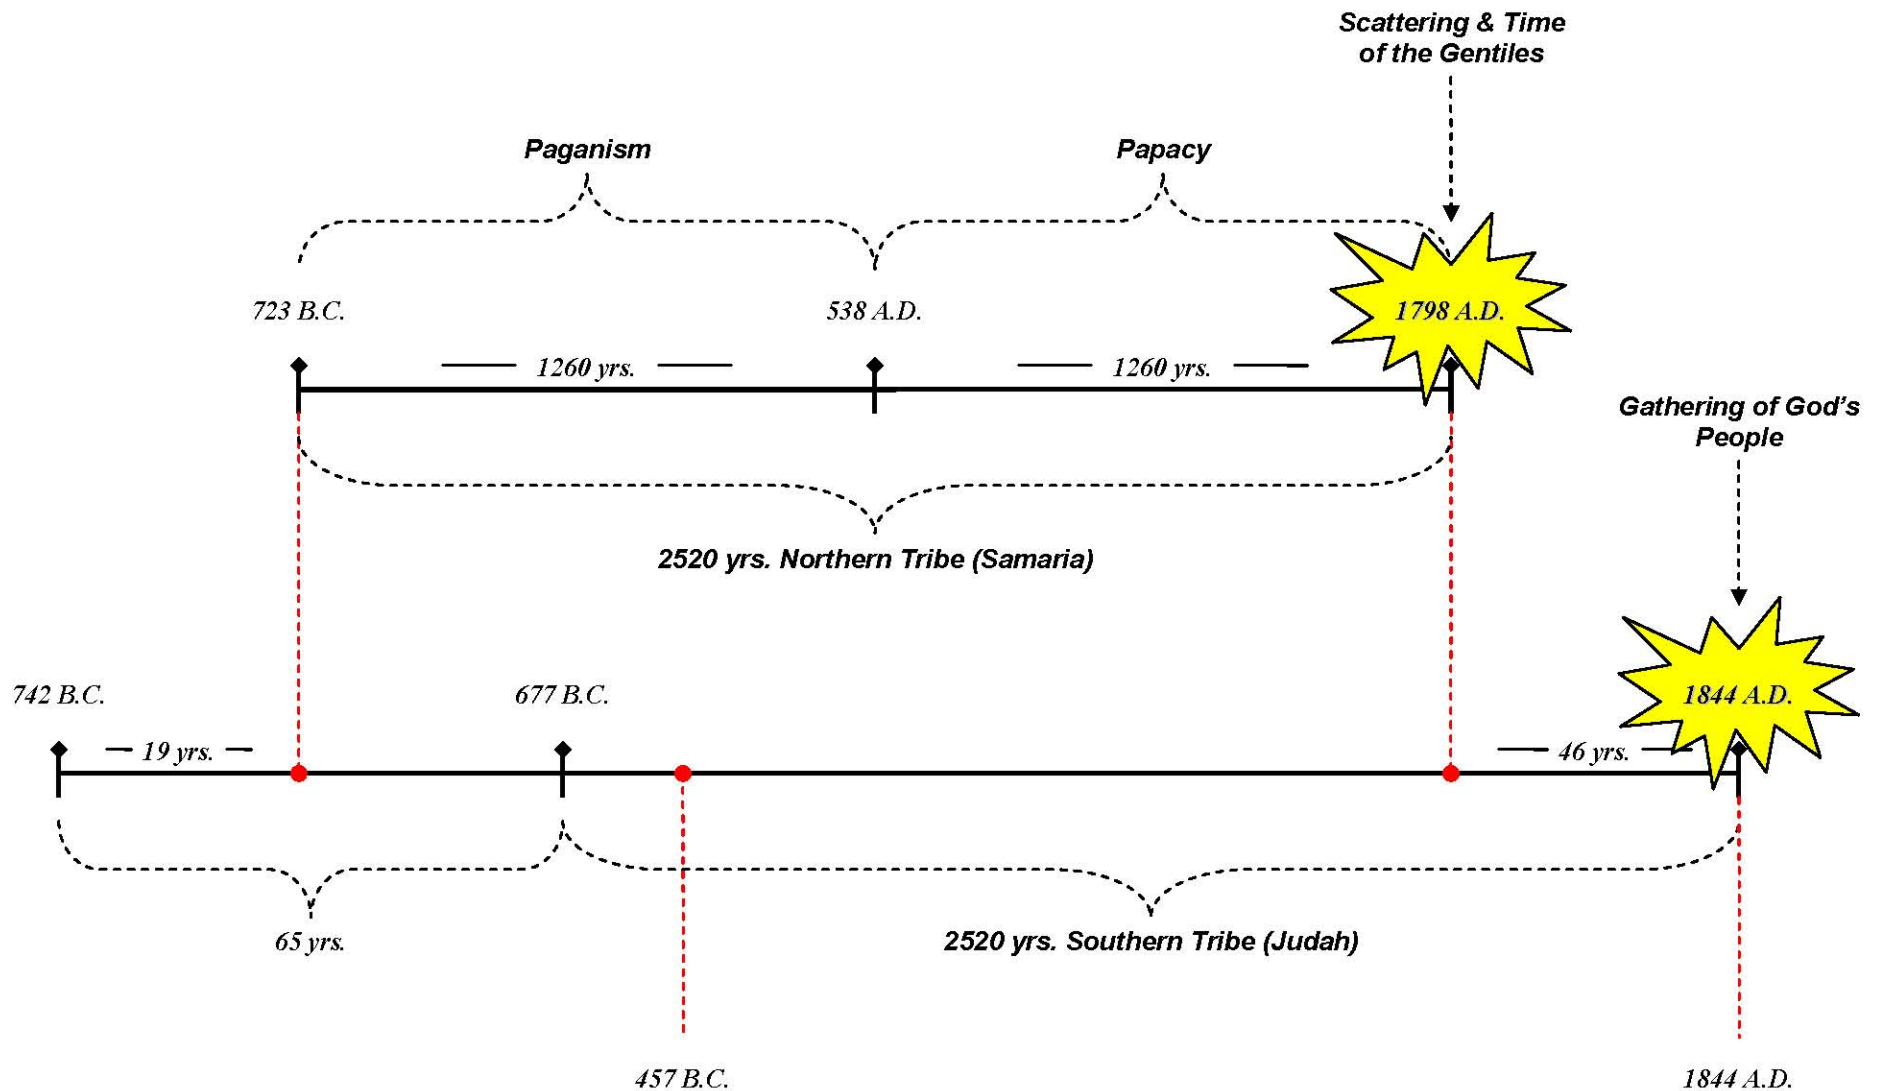 Scattering & Time
of the Gentiles
Paganism
Papacy
723 B.C.
538 A.D.
1798 A.D.
1260 yrs.
1260 yrs.
Gathering of God's
People
2520 yrs. Northern Tribe (Samaria)
742 B.C.
677 B.C.
1844 A.D.
19 yrs.
46 yrs.
65 yrs.
2520 yrs. Southern Tribe (Judah)
457 B.C.
1844 A.D.